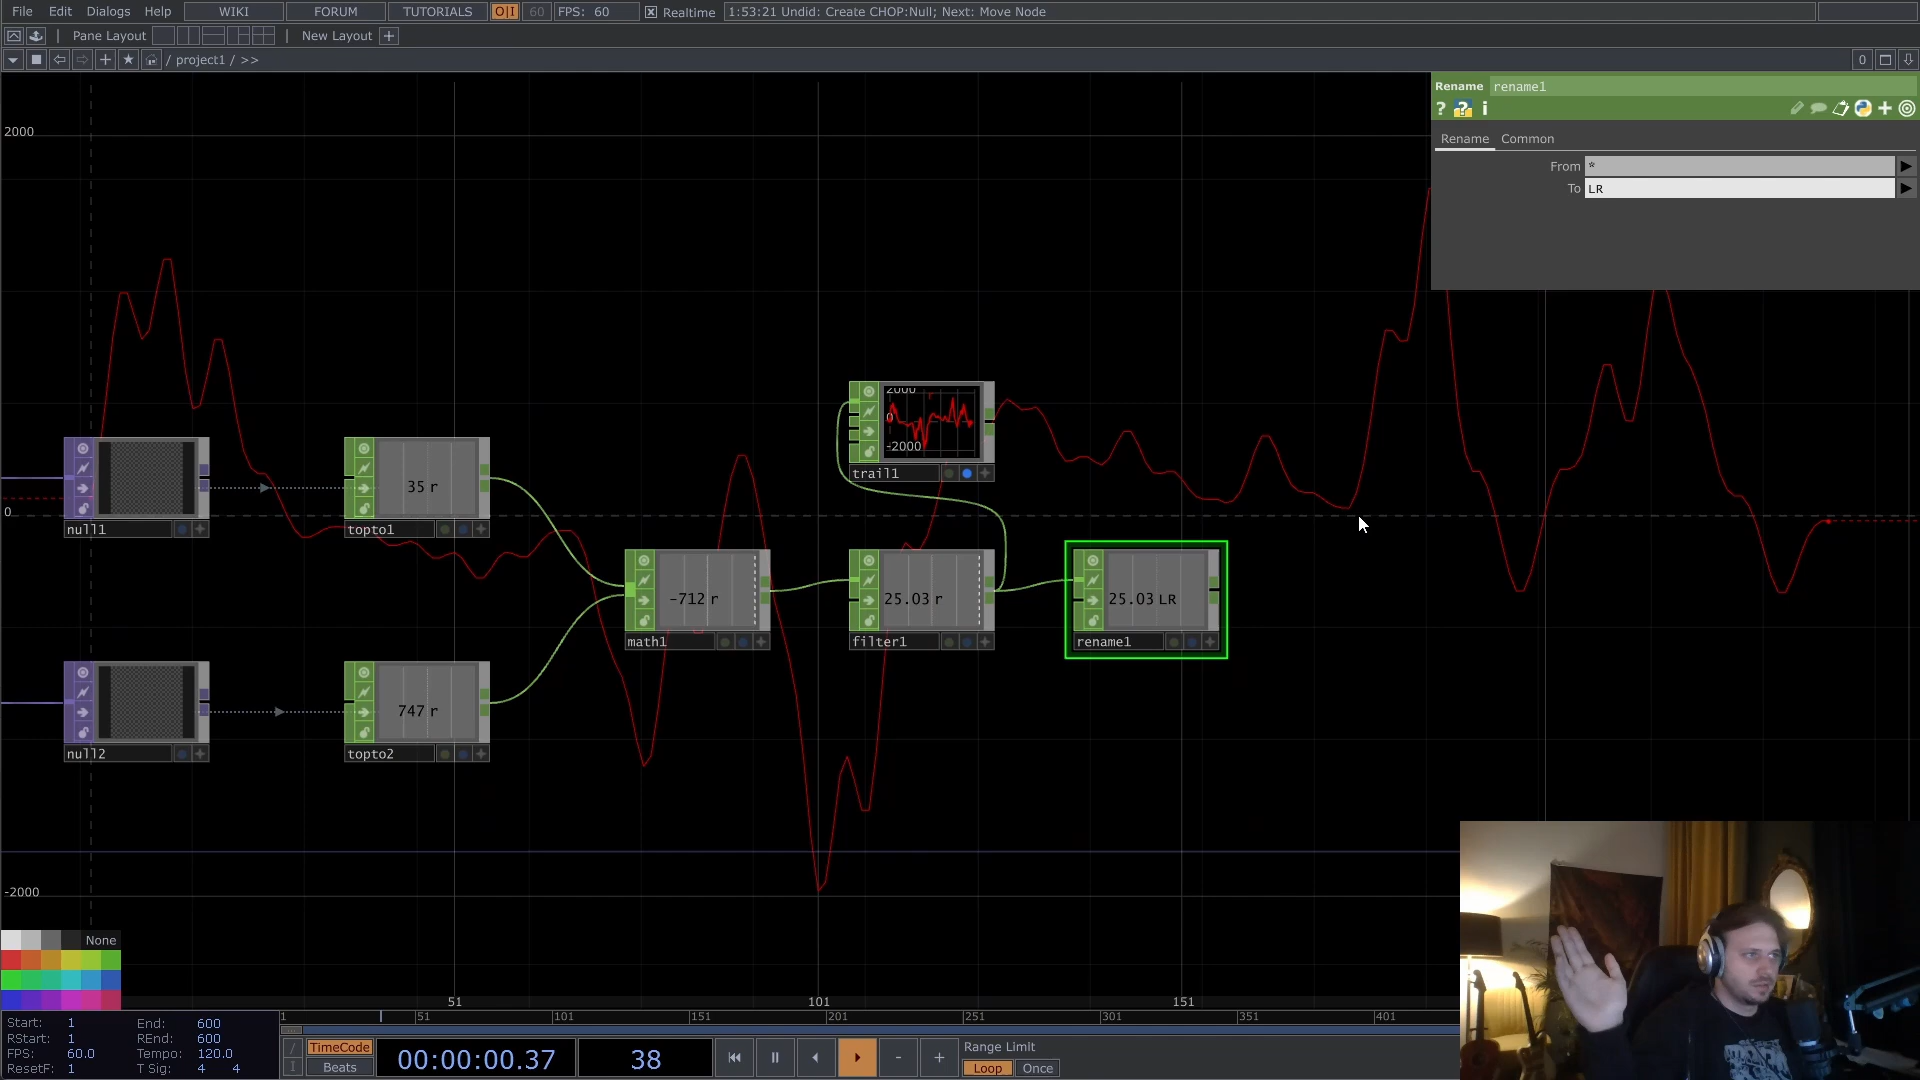 File Edit Dialogs Help WIKI FORUM TUTORIALS O|I 60 FPS: 60 Realtime 1:53:21 Undid: Create CHOP:Null; Next: Move Node
Pane Layout New Layout
/ project1 / >> 0
Rename rename1
? ? i
Rename Common
From *
To LR
2000
0
-2000
2000
0
-2000
r
trail1
null1
35 r
topto1
-712 r
math1
25.03 r
filter1
25.03 LR
rename1
null2
747 r
topto2
None
51 101 151
1 51 101 151 201 251 301 351 401
Start: 1 End: 600
RStart: 1 REnd: 600
FPS: 60.0 Tempo: 120.0
ResetF: 1 T Sig: 4 4
TimeCode
Beats
00:00:00.37
38
- +
Range Limit
Loop Once